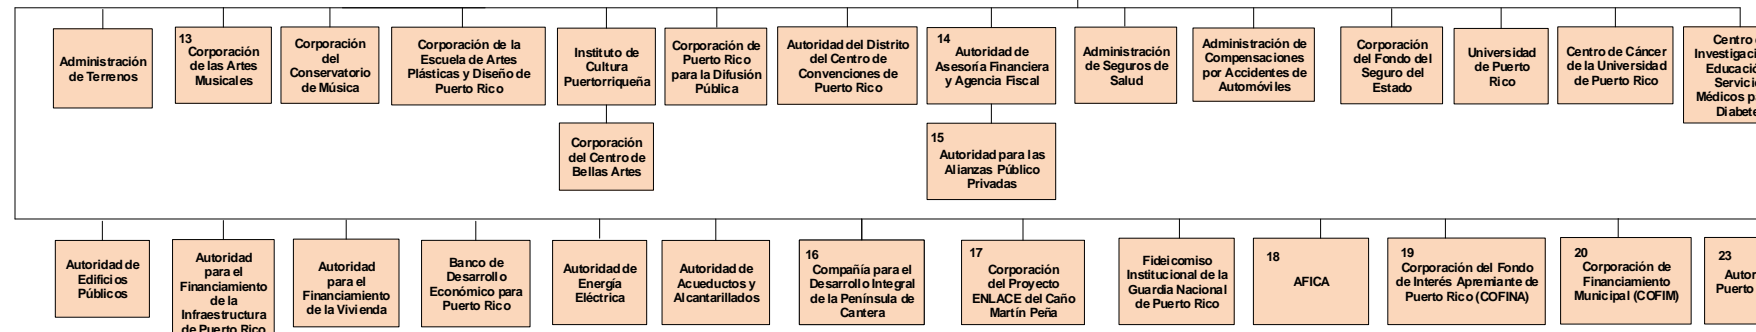 Administración
de Terrenos
13
Corporación
de las Artes
Musicales
Corporación
del
Conservatorio
de Música
Corporación de la
Escuela de Artes
Plásticas y Diseño de
Puerto Rico
Instituto de
Cultura
Puertorriqueña
Corporación de
Puerto Rico
para la Difusión
Pública
Autoridad del Distrito
del Centro de
Convenciones de
Puerto Rico
14
Autoridad de
Asesoría Financiera
y Agencia Fiscal
Administración
de Seguros de
Salud
Administración de
Compensaciones
por Accidentes de
Automóviles
Corporación
del Fondo del
Seguro del
Estado
Universidad
de Puerto
Rico
Centro de Cáncer
de la Universidad
de Puerto Rico
Centro
Médicos
Corporación
del Centro de
Bellas Artes
15
Autoridad para las
Alianzas Público
Privadas
Autoridad de
Edificios
Públicos
Autoridad
para el
Financiamiento
de la
Infraestructura
de Puerto Rico
Autoridad
para el
Financiamiento
de la Vivienda
Banco de
Desarrollo
Económico para
Puerto Rico
Autoridad de
Energía
Eléctrica
Autoridad de
Acueductos y
Alcantarillados
16
Compañía para el
Desarrollo Integral
de la Península de
Cantera
17
Corporación
del Proyecto
ENLACE del Caño
Martín Peña
Fideicomiso
Institucional de la
Guardia Nacional
de Puerto Rico
18
AFICA
19
Corporación del Fondo
de Interés Apremiante de
Puerto Rico (COFINA)
20
Corporación de
Financiamiento
Municipal (COFIM)
23
Puerto